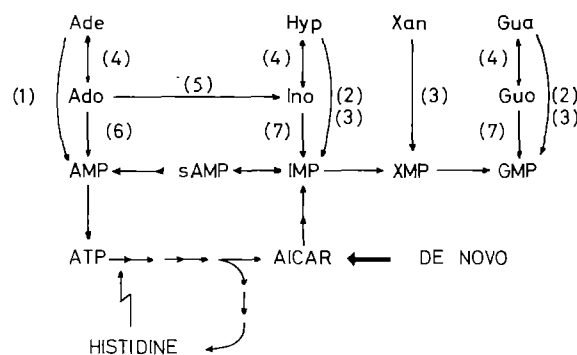 Ade Hyp Xan Gua
(4) (4) (4)
(1) (5) (2) (3) (2)
Ado Ino Guo
(3) (3)
(6) (7) (7)
AMP sAMP IMP XMP GMP
ATP AICAR DE NOVO
HISTIDINE